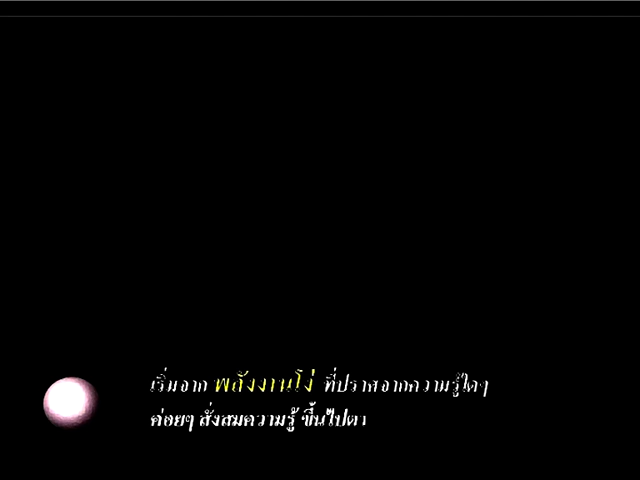 เริ่มจาก พลังงานโง่ ที่ปราศจากความรู้ใดๆ
ค่อยๆ สั่งสมความรู้ ขึ้นไปตา